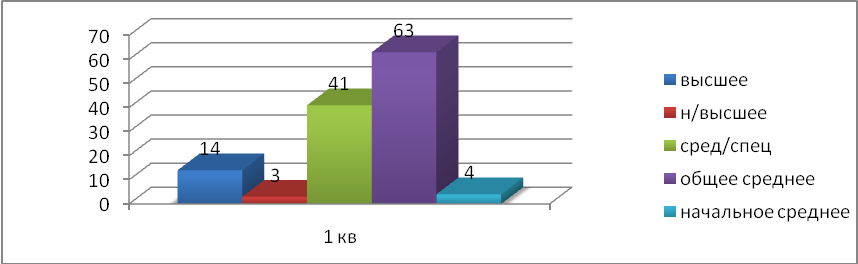 70
60
50
40
30
20
10
0
14
3
41
63
4
1 кв
высшее
н/высшее
сред/спец
общее среднее
начальное среднее